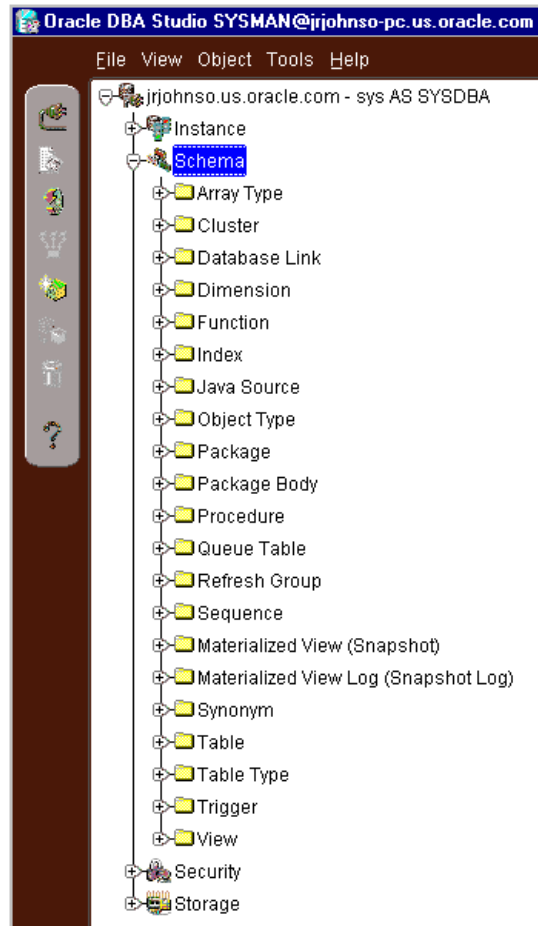 Oracle DBA Studio SYSMAN@jrjohnso-pc.us.oracle.com
File View Object Tools Help
jrjohnso.us.oracle.com - sys AS SYSDBA
Instance
Schema
Array Type
Cluster
Database Link
Dimension
Function
Index
Java Source
Object Type
Package
Package Body
Procedure
Queue Table
Refresh Group
Sequence
Materialized View (Snapshot)
Materialized View Log (Snapshot Log)
Synonym
Table
Table Type
Trigger
View
Security
Storage